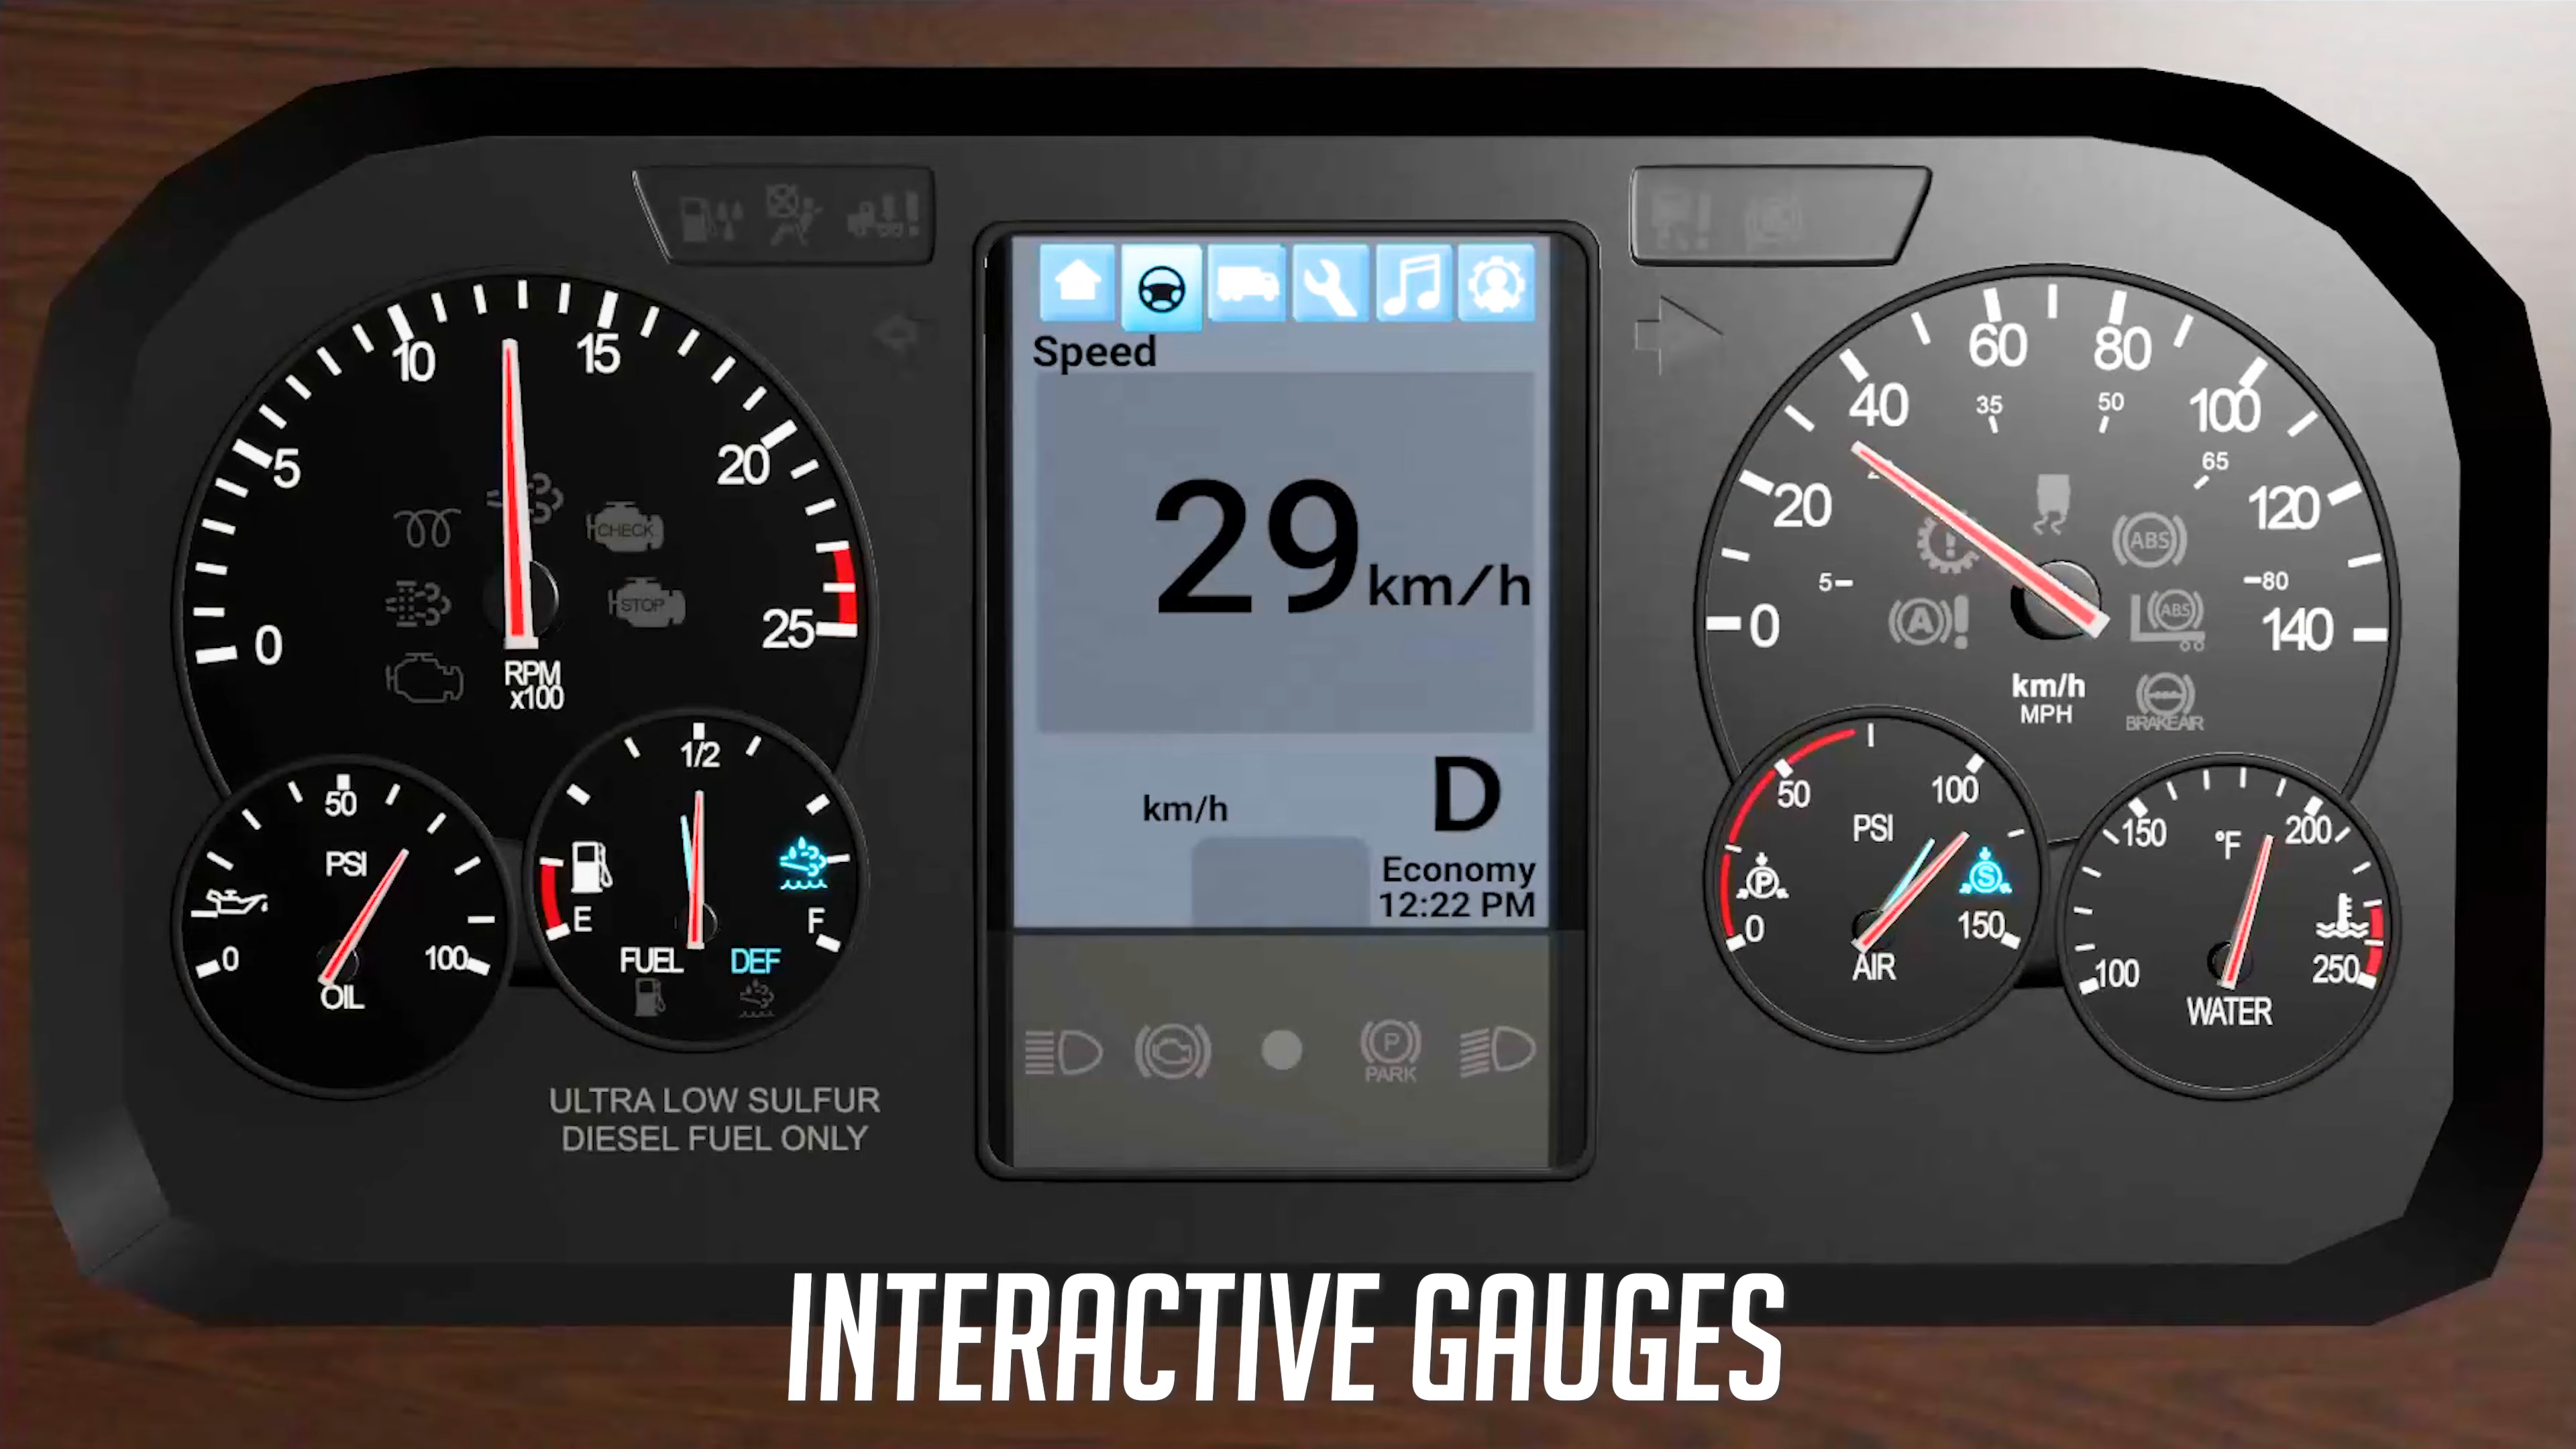 Speed
29 km/h
km/h
D
Economy
12:22 PM
0
5
10
15
20
25
RPM
x100
CHECK
STOP
0
50
100
PSI
OIL
E
1/2
F
FUEL
DEF
ULTRA LOW SULFUR
DIESEL FUEL ONLY
PARK
P
0
20
40
60
80
100
120
140
5
35
50
65
80
km/h
MPH
ABS
ABS
A
!
BRAKE AIR
0
50
100
150
PSI
P
S
AIR
100
150
200
250
°F
WATER
INTERACTIVE GAUGES